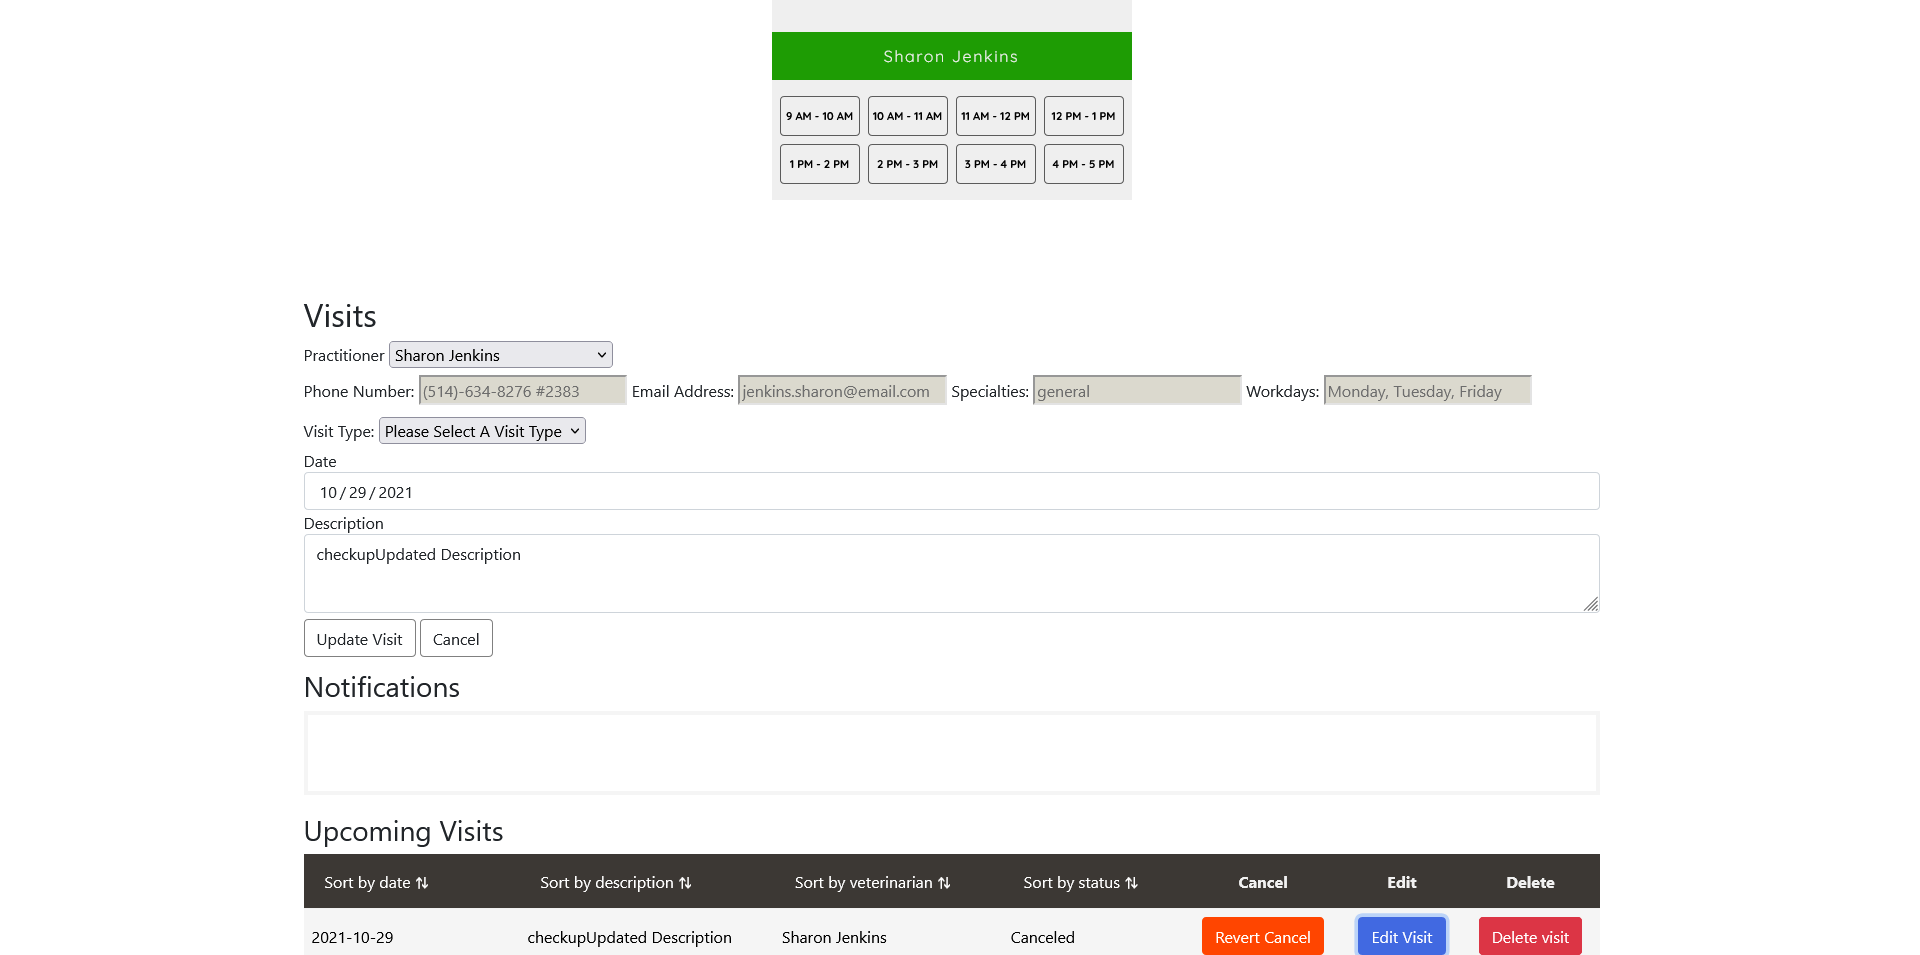 Sharon Jenkins
9 AM - 10 AM 10 AM - 11 AM 11 AM - 12 PM 12 PM - 1 PM
1 PM - 2 PM 2 PM - 3 PM 3 PM - 4 PM 4 PM - 5 PM
Visits
Practitioner Sharon Jenkins
Phone Number: (514)-634-8276 #2383 Email Address: jenkins.sharon@email.com Specialties: general Workdays: Monday, Tuesday, Friday
Visit Type: Please Select A Visit Type
Date
10 / 29 / 2021
Description
checkupUpdated Description
Update Visit Cancel
Notifications
Upcoming Visits
Sort by date ⇅ Sort by description ⇅ Sort by veterinarian ⇅ Sort by status ⇅ Cancel Edit Delete
2021-10-29 checkupUpdated Description Sharon Jenkins Canceled Revert Cancel Edit Visit Delete visit